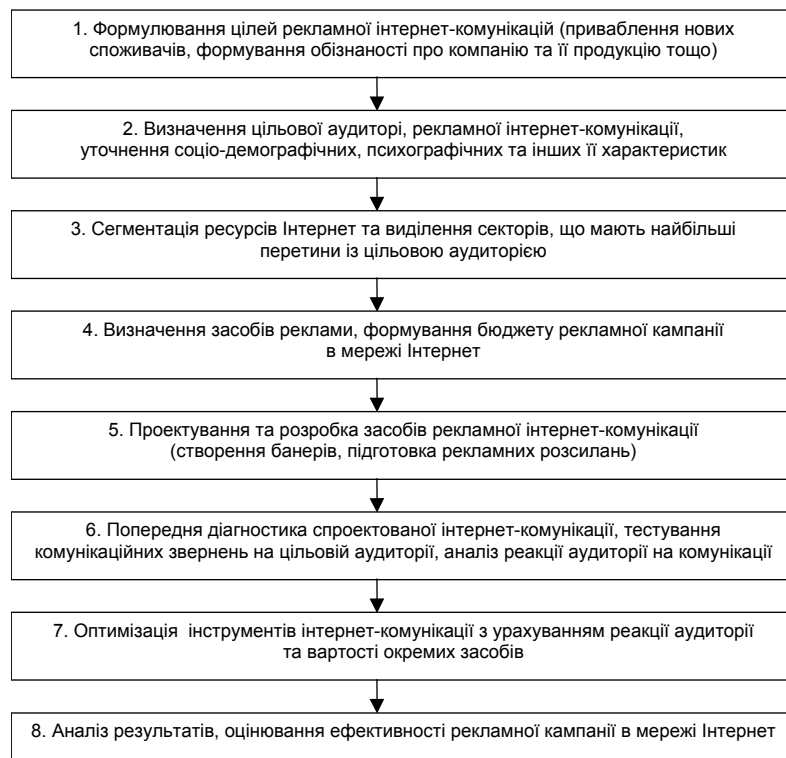 1. Формулювання цілей рекламної інтернет-комунікацій (приваблення нових
споживачів, формування обізнаності про компанію та її продукцію тощо)
2. Визначення цільової аудиторі, рекламної інтернет-комунікації,
уточнення соціо-демографічних, психографічних та інших її характеристик
3. Сегментація ресурсів Інтернет та виділення секторів, що мають найбільші
перетини із цільовою аудиторією
4. Визначення засобів реклами, формування бюджету рекламної кампанії
в мережі Інтернет
5. Проектування та розробка засобів рекламної інтернет-комунікації
(створення банерів, підготовка рекламних розсилань)
6. Попередня діагностика спроектованої інтернет-комунікації, тестування
комунікаційних звернень на цільовій аудиторії, аналіз реакції аудиторії на комунікації
7. Оптимізація інструментів інтернет-комунікації з урахуванням реакції аудиторії
та вартості окремих засобів
8. Аналіз результатів, оцінювання ефективності рекламної кампанії в мережі Інтернет